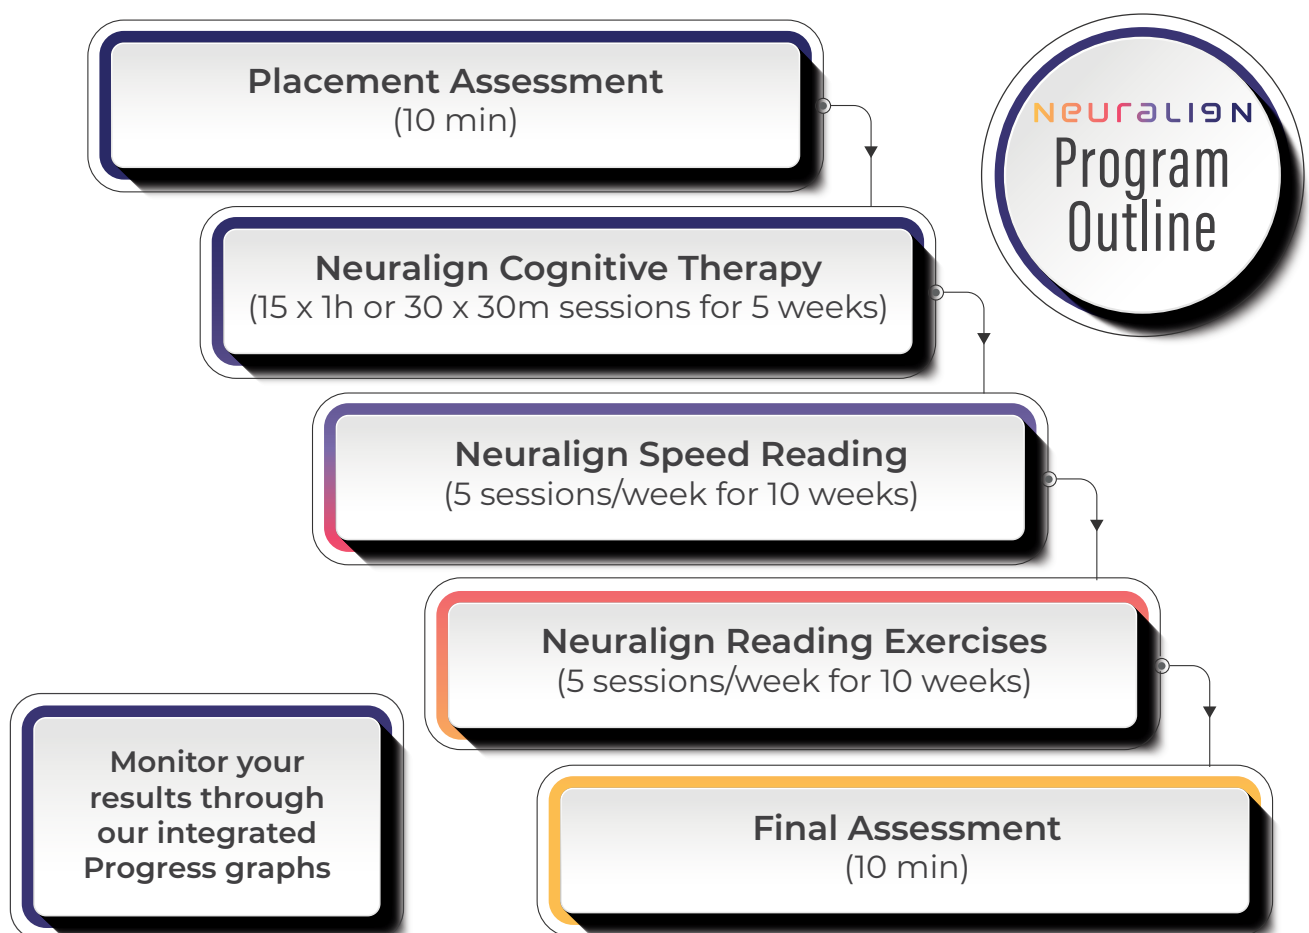 Placement Assessment
(10 min)
NEURALIGN
Program
Outline
Neuralign Cognitive Therapy
(15 x 1h or 30 x 30m sessions for 5 weeks)
Neuralign Speed Reading
(5 sessions/week for 10 weeks)
Neuralign Reading Exercises
(5 sessions/week for 10 weeks)
Monitor your
results through
our integrated
Progress graphs
Final Assessment
(10 min)